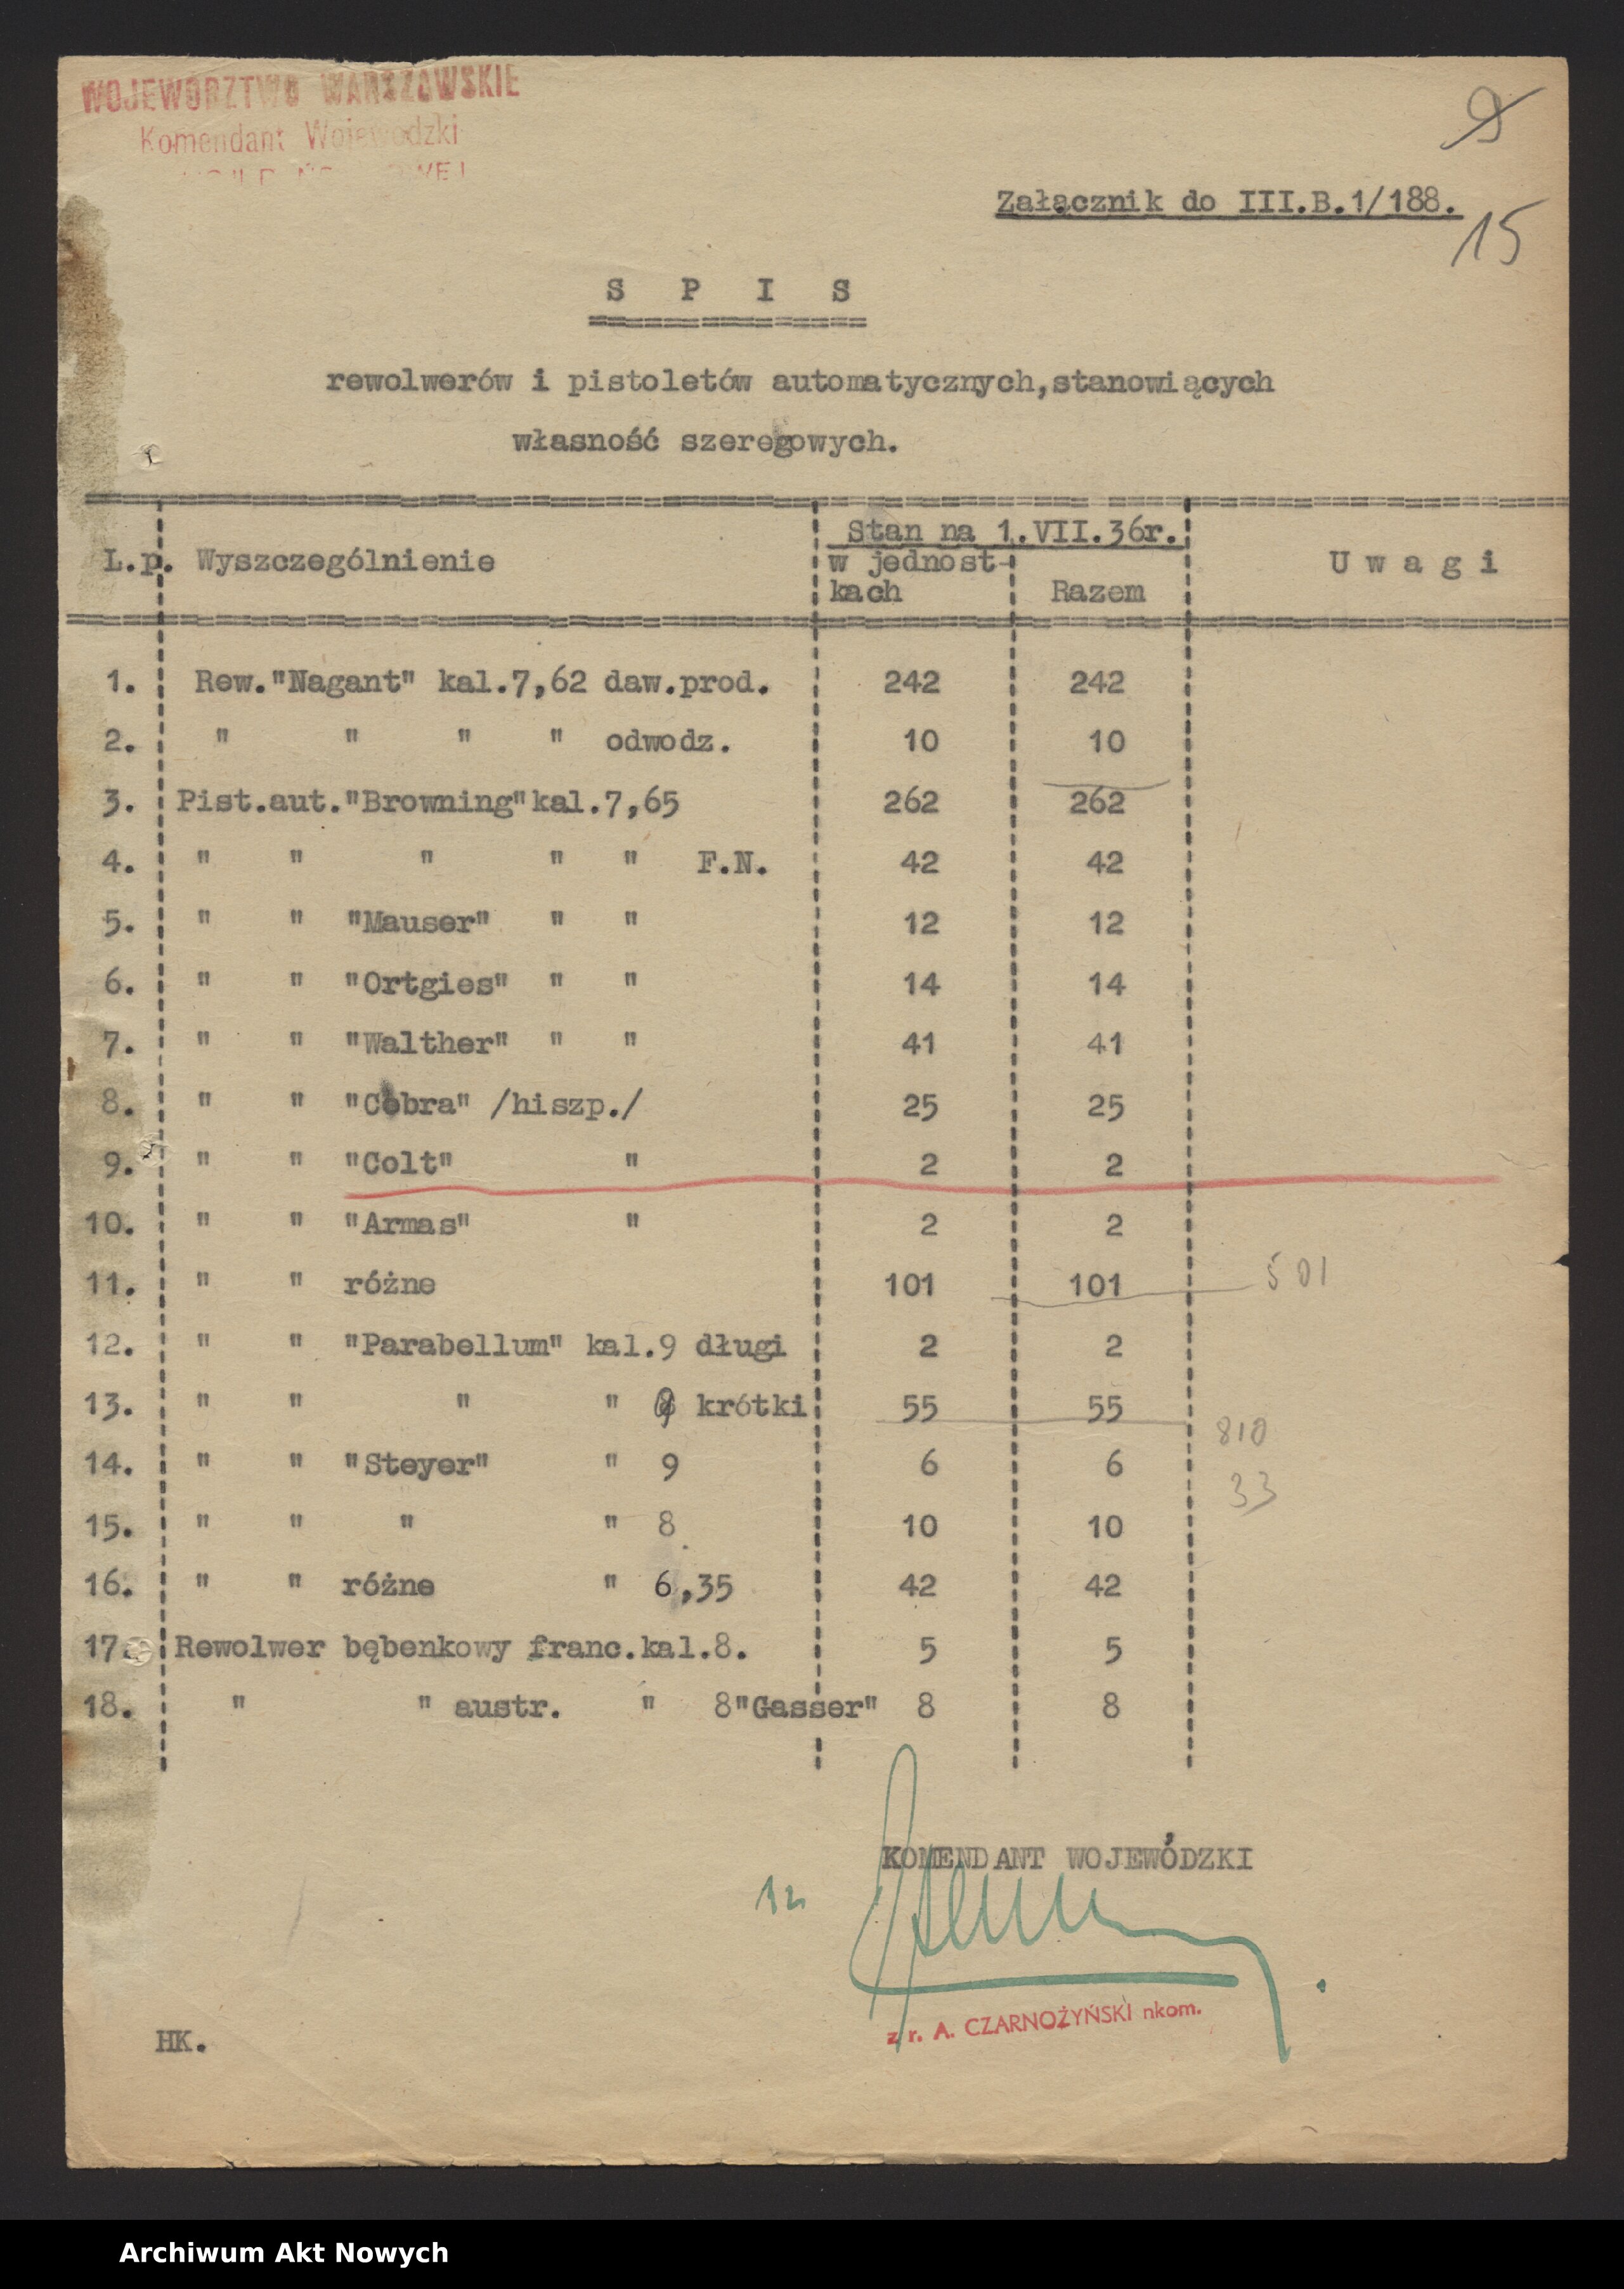 WOJEWÓDZTWO WARSZAWSKIE
Komendant Wojewódzki
9
Załącznik do III.B.1/188.
15
S P I S
rewolwerów i pistoletów automatycznych,stanowiących
własność szeregowych.
L.p. Wyszczególnienie Stan na 1.VII.36r. U w a g i
w jednost-
kach Razem
1. Rew."Nagant" kal.7,62 daw.prod. 242 242
2. " " " " odwodz. 10 10
3. Pist.aut."Browning"kal.7,65 262 262
4. " " " " " F.N. 42 42
5. " " "Mauser" " " 12 12
6. " " "Ortgies" " " 14 14
7. " " "Walther" " " 41 41
8. " " "Cobra" /hiszp./ 25 25
9. " " "Colt" " 2 2
10. " " "Armas" " 2 2
11. " " różne 101 101 501
12. " " "Parabellum" kal.9 długi 2 2
13. " " " " 9 krótki 55 55
810
14. " " "Steyer" " 9 6 6
33
15. " " " " 8 10 10
16. " " różne " 6,35 42 42
17. Rewolwer bębenkowy franc.kal.8. 5 5
18. " " austr. " 8"Gasser" 8 8
KOMENDANT WOJEWÓDZKI
z r. A. CZARNOŻYŃSKI nkom.
HK.
Archiwum Akt Nowych